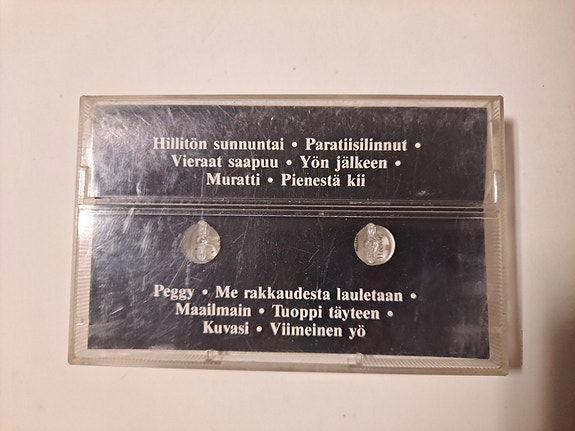 Hillitön sunnuntai • Paratiisilinnut •
Vieraat saapuu • Yön jälkeen •
Muratti • Pienestä kii
Peggy • Me rakkaudesta lauletaan •
Maailmain • Tuoppi täyteen •
Kuvasi • Viimeinen yö